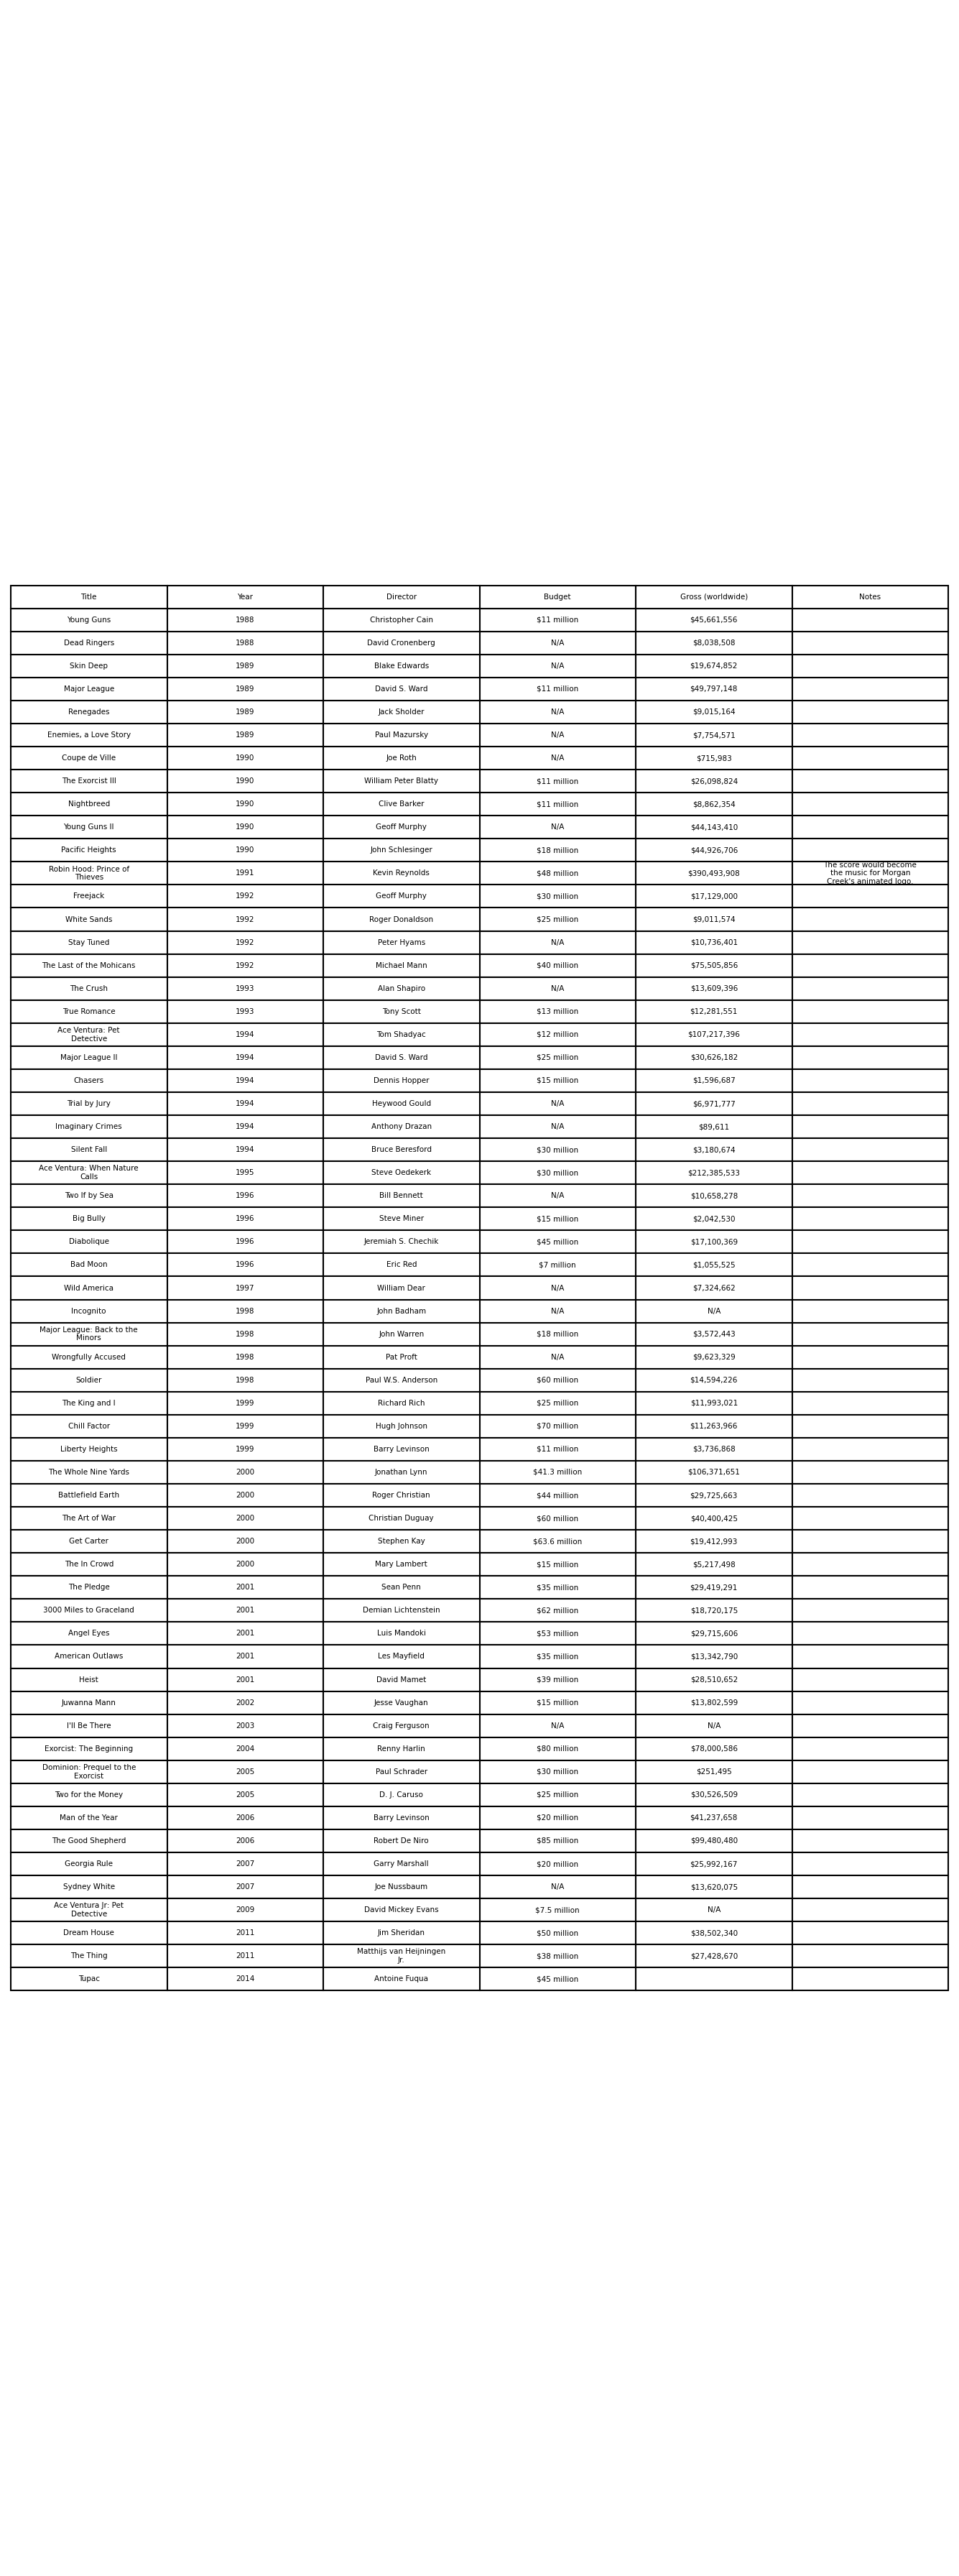 Title Year Director Budget Gross (worldwide) Notes
Young Guns 1988 Christopher Cain $11 million $45,661,556
Dead Ringers 1988 David Cronenberg N/A $8,038,508
Skin Deep 1989 Blake Edwards N/A $19,674,852
Major League 1989 David S. Ward $11 million $49,797,148
Renegades 1989 Jack Sholder N/A $9,015,164
Enemies, a Love Story 1989 Paul Mazursky N/A $7,754,571
Coupe de Ville 1990 Joe Roth N/A $715,983
The Exorcist III 1990 William Peter Blatty $11 million $26,098,824
Nightbreed 1990 Clive Barker $11 million $8,862,354
Young Guns II 1990 Geoff Murphy N/A $44,143,410
Pacific Heights 1990 John Schlesinger $18 million $44,926,706
Robin Hood: Prince of
Thieves 1991 Kevin Reynolds $48 million $390,493,908 The score would become
the music for Morgan
Creek's animated logo.
Freejack 1992 Geoff Murphy $30 million $17,129,000
White Sands 1992 Roger Donaldson $25 million $9,011,574
Stay Tuned 1992 Peter Hyams N/A $10,736,401
The Last of the Mohicans 1992 Michael Mann $40 million $75,505,856
The Crush 1993 Alan Shapiro N/A $13,609,396
True Romance 1993 Tony Scott $13 million $12,281,551
Ace Ventura: Pet
Detective 1994 Tom Shadyac $12 million $107,217,396
Major League II 1994 David S. Ward $25 million $30,626,182
Chasers 1994 Dennis Hopper $15 million $1,596,687
Trial by Jury 1994 Heywood Gould N/A $6,971,777
Imaginary Crimes 1994 Anthony Drazan N/A $89,611
Silent Fall 1994 Bruce Beresford $30 million $3,180,674
Ace Ventura: When Nature
Calls 1995 Steve Oedekerk $30 million $212,385,533
Two If by Sea 1996 Bill Bennett N/A $10,658,278
Big Bully 1996 Steve Miner $15 million $2,042,530
Diabolique 1996 Jeremiah S. Chechik $45 million $17,100,369
Bad Moon 1996 Eric Red $7 million $1,055,525
Wild America 1997 William Dear N/A $7,324,662
Incognito 1998 John Badham N/A N/A
Major League: Back to the
Minors 1998 John Warren $18 million $3,572,443
Wrongfully Accused 1998 Pat Proft N/A $9,623,329
Soldier 1998 Paul W.S. Anderson $60 million $14,594,226
The King and I 1999 Richard Rich $25 million $11,993,021
Chill Factor 1999 Hugh Johnson $70 million $11,263,966
Liberty Heights 1999 Barry Levinson $11 million $3,736,868
The Whole Nine Yards 2000 Jonathan Lynn $41.3 million $106,371,651
Battlefield Earth 2000 Roger Christian $44 million $29,725,663
The Art of War 2000 Christian Duguay $60 million $40,400,425
Get Carter 2000 Stephen Kay $63.6 million $19,412,993
The In Crowd 2000 Mary Lambert $15 million $5,217,498
The Pledge 2001 Sean Penn $35 million $29,419,291
3000 Miles to Graceland 2001 Demian Lichtenstein $62 million $18,720,175
Angel Eyes 2001 Luis Mandoki $53 million $29,715,606
American Outlaws 2001 Les Mayfield $35 million $13,342,790
Heist 2001 David Mamet $39 million $28,510,652
Juwanna Mann 2002 Jesse Vaughan $15 million $13,802,599
I'll Be There 2003 Craig Ferguson N/A N/A
Exorcist: The Beginning 2004 Renny Harlin $80 million $78,000,586
Dominion: Prequel to the
Exorcist 2005 Paul Schrader $30 million $251,495
Two for the Money 2005 D. J. Caruso $25 million $30,526,509
Man of the Year 2006 Barry Levinson $20 million $41,237,658
The Good Shepherd 2006 Robert De Niro $85 million $99,480,480
Georgia Rule 2007 Garry Marshall $20 million $25,992,167
Sydney White 2007 Joe Nussbaum N/A $13,620,075
Ace Ventura Jr: Pet
Detective 2009 David Mickey Evans $7.5 million N/A
Dream House 2011 Jim Sheridan $50 million $38,502,340
The Thing 2011 Matthijs van Heijningen
Jr. $38 million $27,428,670
Tupac 2014 Antoine Fuqua $45 million